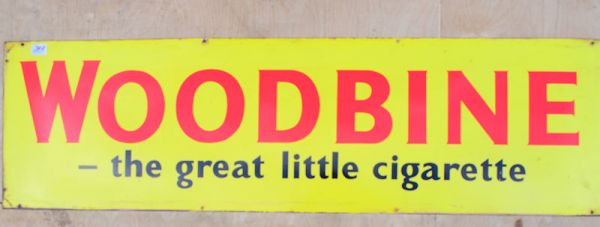 WOODBINE
– the great little cigarette